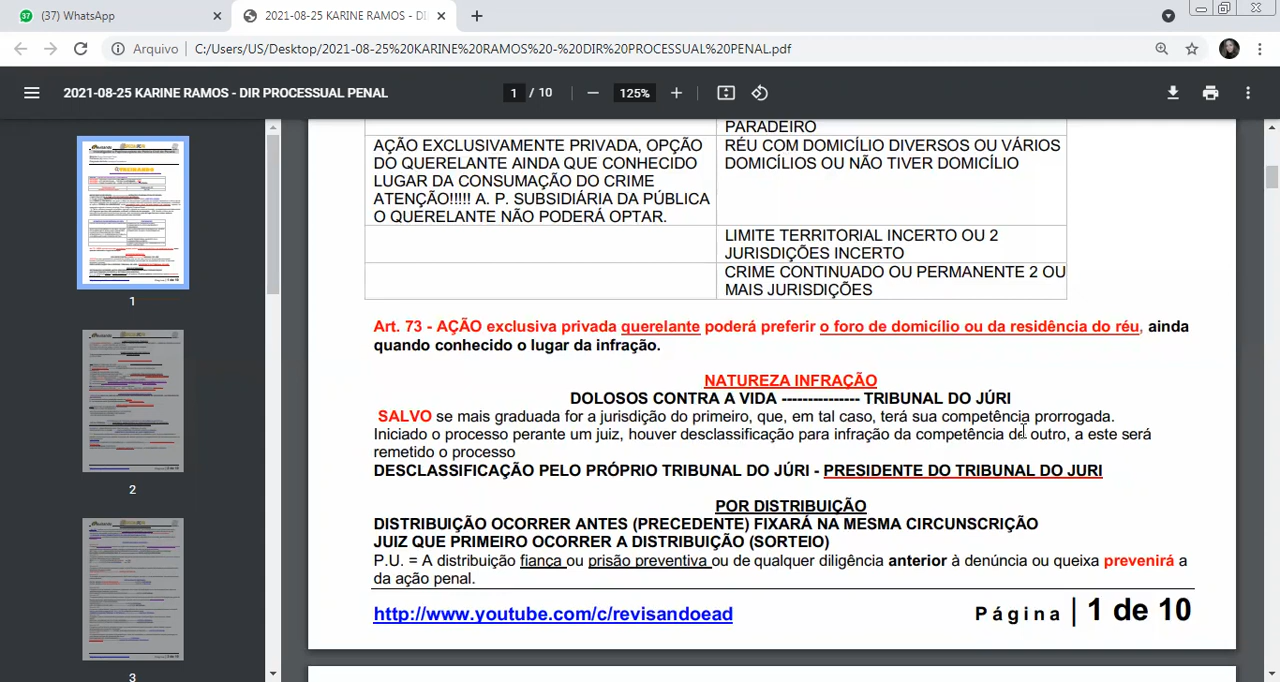 (37) WhatsApp
2021-08-25 KARINE RAMOS - DI
Arquivo
C:/Users/US/Desktop/2021-08-25%20KARINE%20RAMOS%20-%20DIR%20PROCESSUAL%20PENAL.pdf
2021-08-25 KARINE RAMOS - DIR PROCESSUAL PENAL
1 / 10
125%
1
2
3
PARADEIRO
AÇÃO EXCLUSIVAMENTE PRIVADA, OPÇÃO
DO QUERELANTE AINDA QUE CONHECIDO
LUGAR DA CONSUMAÇÃO DO CRIME
ATENÇÃO!!!!! A. P. SUBSIDIARIA DA PÚBLICA
O QUERELANTE NÃO PODERÁ OPTAR.
RÉU COM DOMICÍLIO DIVERSOS OU VÁRIOS
DOMICÍLIOS OU NÃO TIVER DOMICÍLIO
LIMITE TERRITORIAL INCERTO OU 2
JURISDIÇÕES INCERTO
CRIME CONTINUADO OU PERMANENTE 2 OU
MAIS JURISDIÇÕES
Art. 73 - AÇÃO exclusiva privada querelante poderá preferir o foro de domicílio ou da residência do réu, ainda
quando conhecido o lugar da infração.
NATUREZA INFRAÇÃO
DOLOSOS CONTRA A VIDA --------------- TRIBUNAL DO JÚRI
SALVO se mais graduada for a jurisdição do primeiro, que, em tal caso, terá sua competência prorrogada.
Iniciado o processo perante um juiz, houver desclassificação para infração da competência de outro, a este será
remetido o processo
DESCLASSIFICAÇÃO PELO PRÓPRIO TRIBUNAL DO JÚRI - PRESIDENTE DO TRIBUNAL DO JURI
POR DISTRIBUIÇÃO
DISTRIBUIÇÃO OCORRER ANTES (PRECEDENTE) FIXARÁ NA MESMA CIRCUNSCRIÇÃO
JUIZ QUE PRIMEIRO OCORRER A DISTRIBUIÇÃO (SORTEIO)
P.U. = A distribuição fiança ou prisão preventiva ou de qualquer diligência anterior à denúncia ou queixa prevenirá a
da ação penal.
http://www.youtube.com/c/revisandoead
Página | 1 de 10